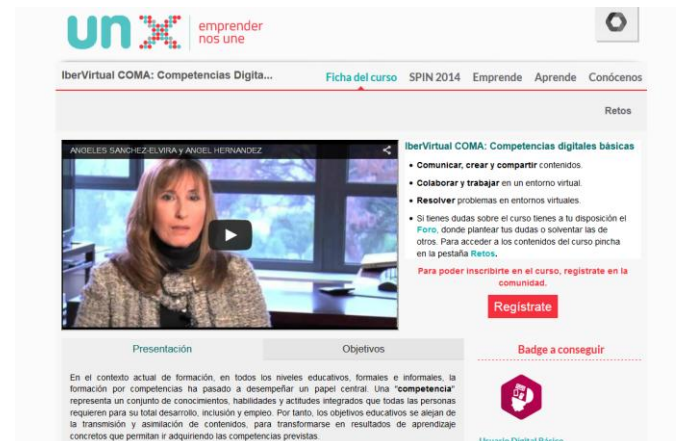 unx emprender
nos une
IberVirtual COMA: Competencias Digita...
Ficha del curso SPIN 2014 Emprende Aprende Conócenos
Retos
ANGELES SANCHEZ-ELVIRA y ANGEL HERNANDEZ
IberVirtual COMA: Competencias digitales básicas
• Comunicar, crear y compartir contenidos.
• Colaborar y trabajar en un entorno virtual.
• Resolver problemas en entornos virtuales.
• Si tienes dudas sobre el curso tienes a tu disposición el
Foro, donde plantear tus dudas o solventar las de
otros. Para acceder a los contenidos del curso pincha
en la pestaña Retos.
Para poder inscribirte en el curso, regístrate en la
comunidad.
Regístrate
Presentación
Objetivos
En el contexto actual de formación, en todos los niveles educativos, formales e informales, la
formación por competencias ha pasado a desempeñar un papel central. Una "competencia"
representa un conjunto de conocimientos, habilidades y actitudes integrados que todas las personas
requieren para su total desarrollo, inclusión y empleo. Por tanto, los objetivos educativos se alejan de
la transmisión y asimilación de contenidos, para transformarse en resultados de aprendizaje
concretos que permitan ir adquiriendo las competencias previstas.
Badge a conseguir
Usuario Digital Básico